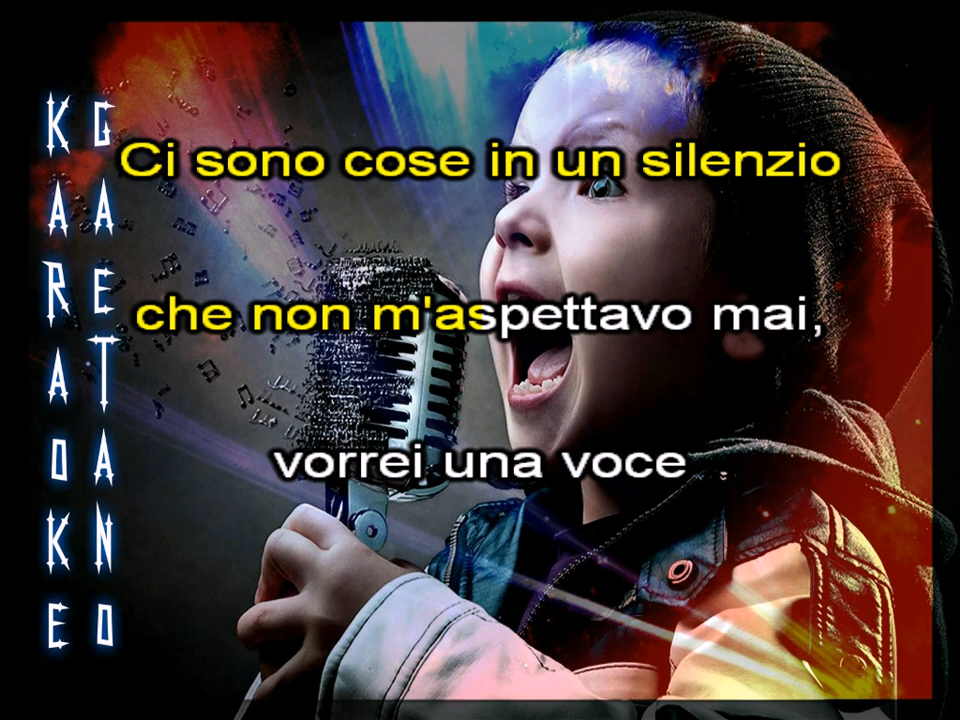 KARAOKE
GAETANO
Ci sono cose in un silenzio
che non m'aspettavo mai,
vorrei una voce